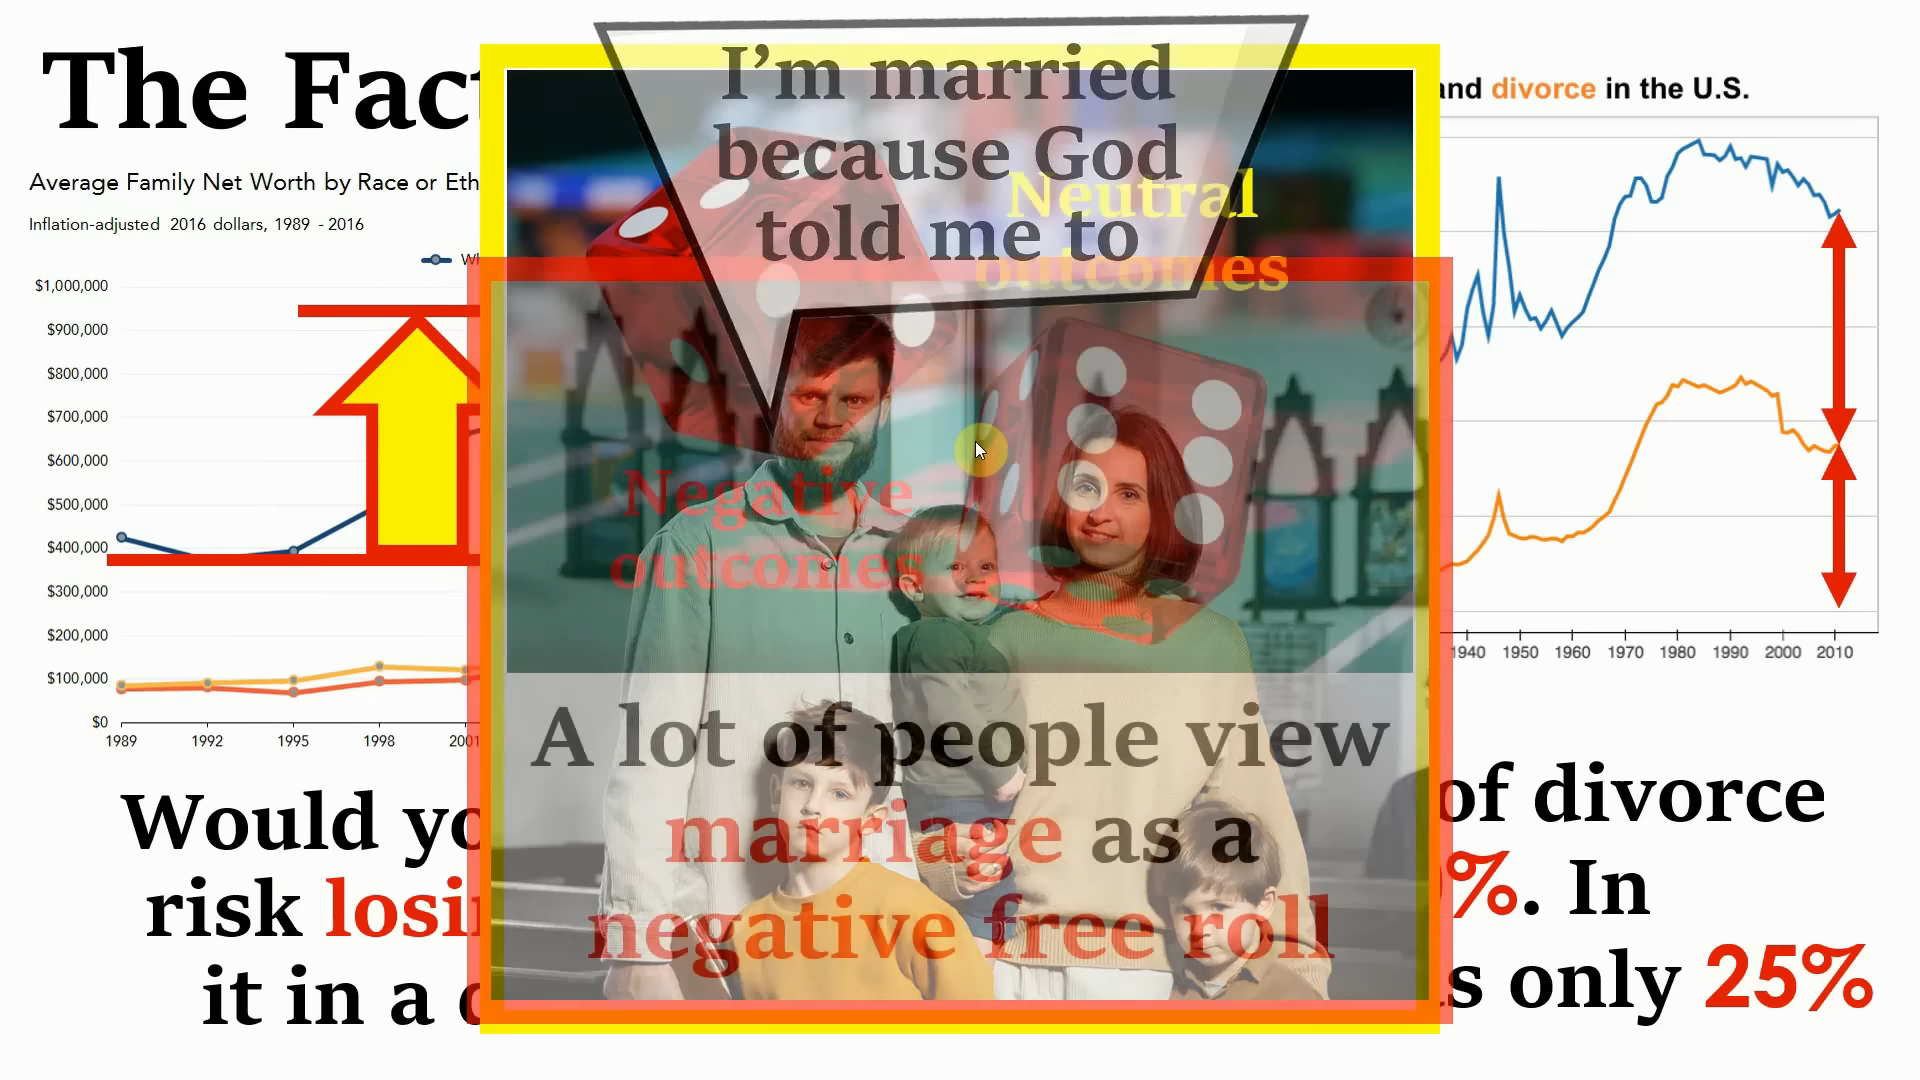 The Fact
Average Family Net Worth by Race or Eth
Inflation-adjusted 2016 dollars, 1989 - 2016
$1,000,000
$900,000
$800,000
$700,000
$600,000
$500,000
$400,000
$300,000
$200,000
$100,000
$0
1989 1992 1995 1998 2001
Would yo
risk losin
it in a d
I'm married
because God
told me to
Neutral
outcomes
Negative
outcomes
A lot of people view
marriage as a
negative free roll
and divorce in the U.S.
1940 1950 1960 1970 1980 1990 2000 2010
of divorce
%. In
s only 25%